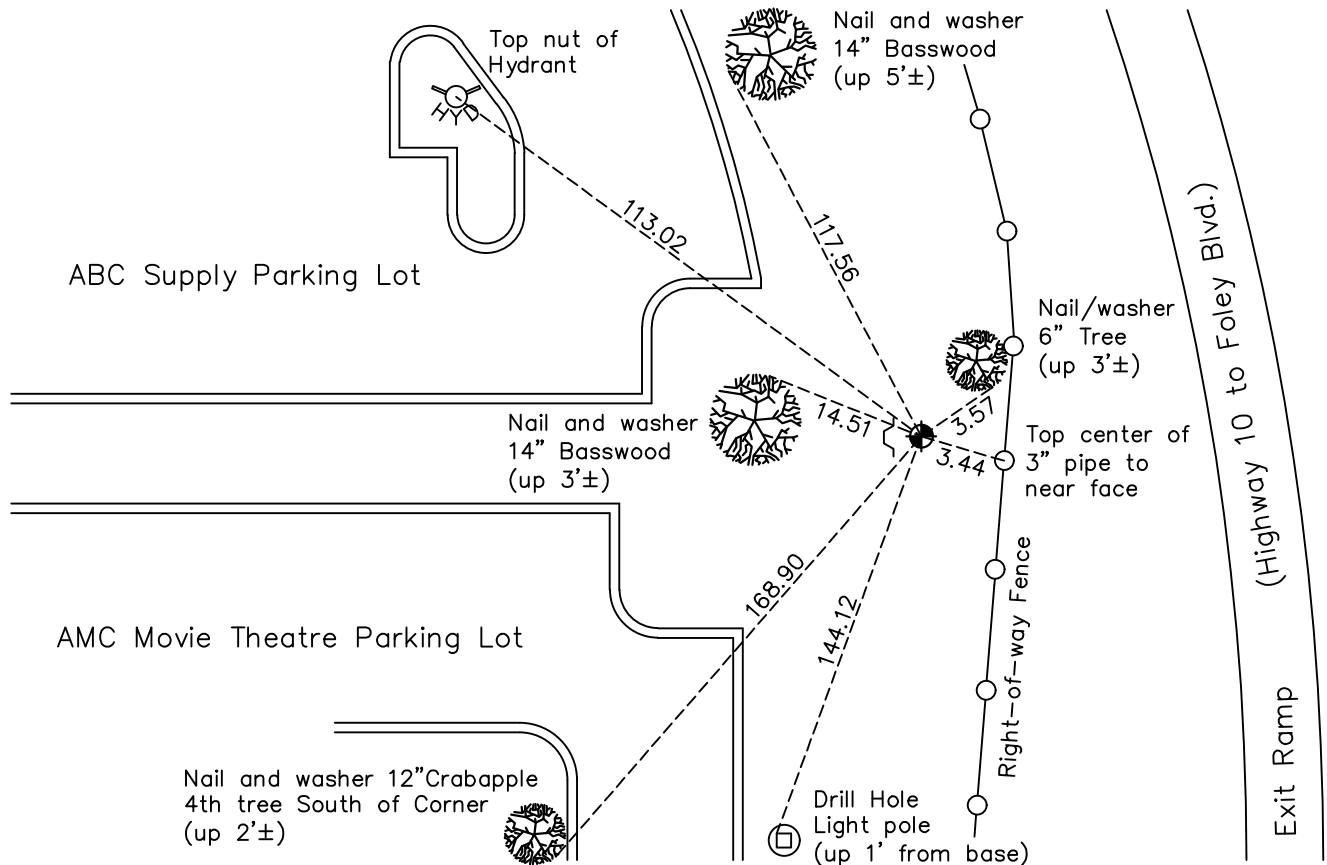 Top nut of
Hydrant
HYD
Nail and washer
14" Basswood
(up 5'±)
113.02
117.56
ABC Supply Parking Lot
Nail/washer
6" Tree
(up 3'±)
Nail and washer
14" Basswood
(up 3'±)
14.51
3.57
3.44
Top center of
3" pipe to
near face
(Highway 10 to Foley Blvd.)
Exit Ramp
Right-of-way Fence
168.90
144.12
AMC Movie Theatre Parking Lot
Nail and washer 12"Crabapple
4th tree South of Corner
(up 2'±)
Drill Hole
Light pole
(up 1' from base)